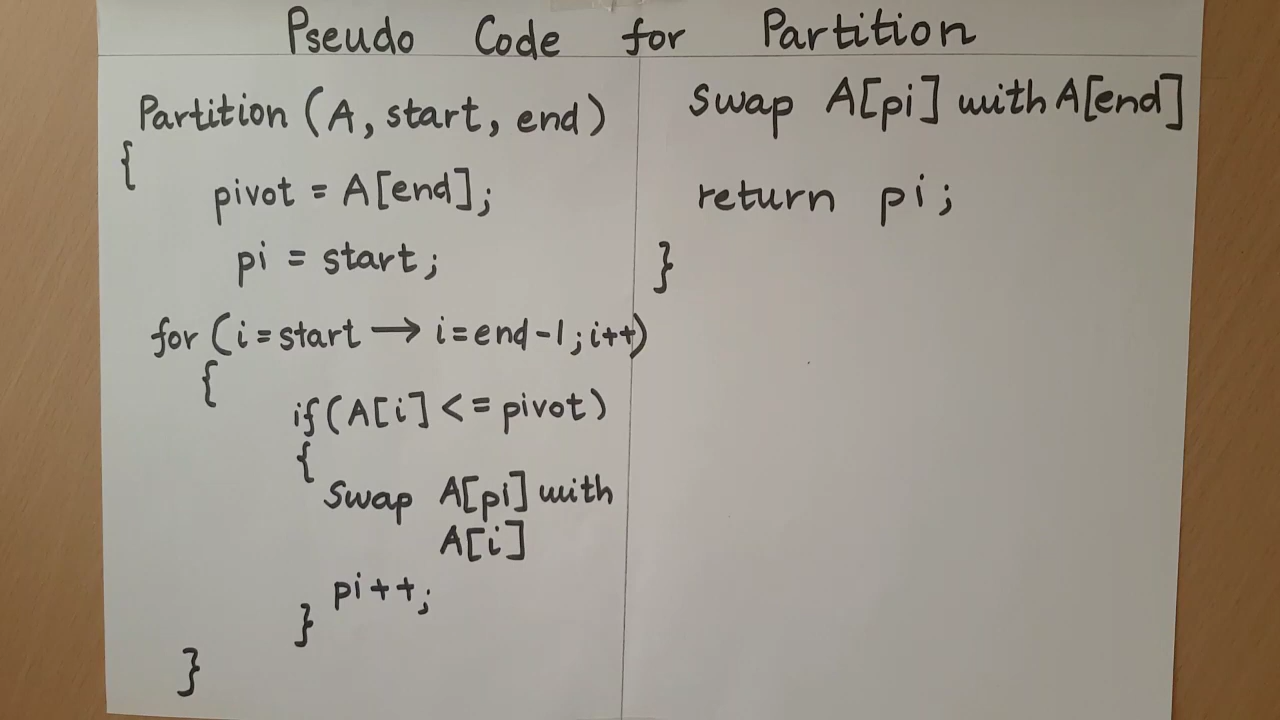 Pseudo Code for Partition
Partition (A, start, end)
{
pivot = A[end];
pi = start;
for (i=start → i=end-1; i++)
{
if (A[i] <= pivot)
{
Swap A[pi] with
A[i]
pi++;
}
}
Swap A[pi] with A[end]
return pi;
}